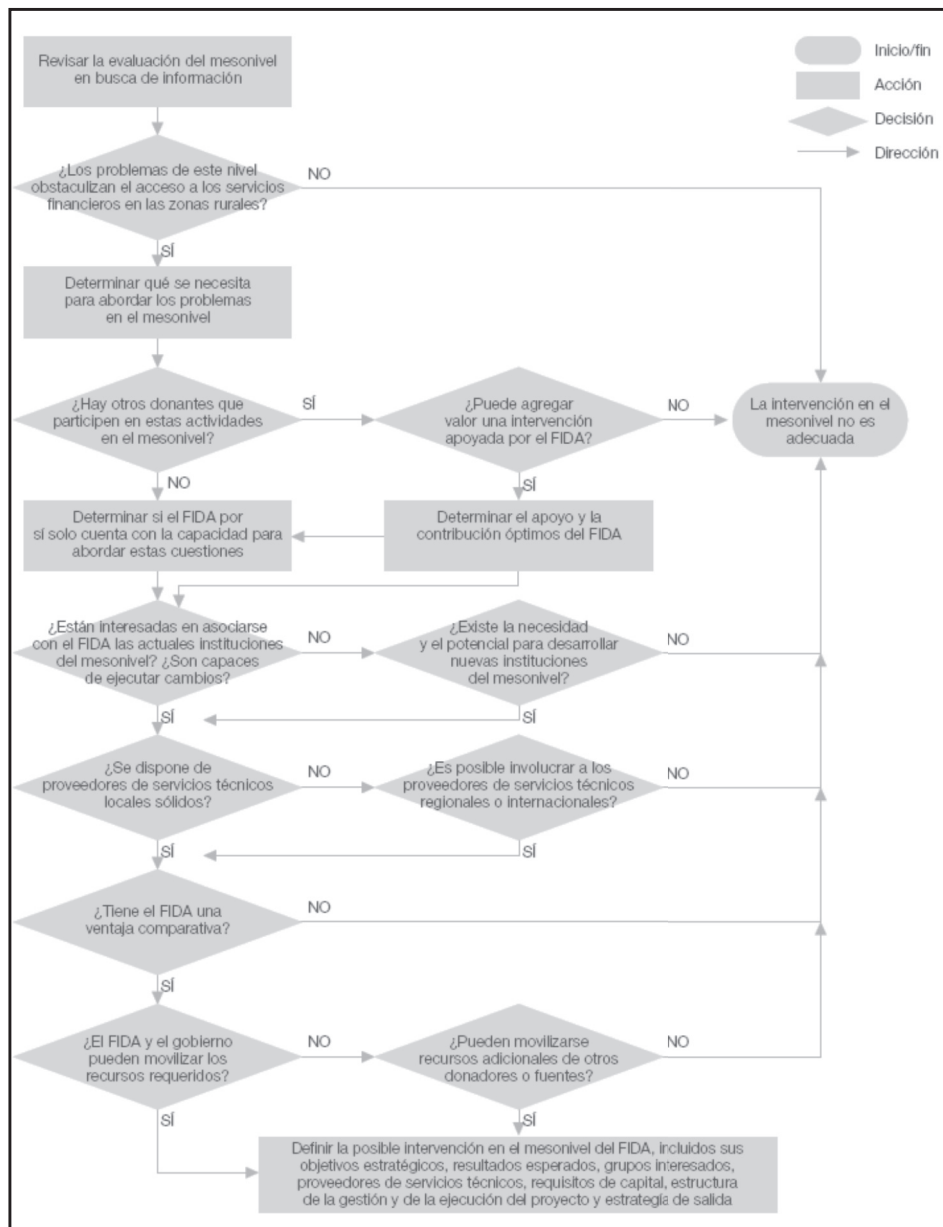 Revisar la evaluación del mesonivel
en busca de información
Inicio/fin
Acción
Decisión
Dirección
¿Los problemas de este nivel
obstaculizan el acceso a los servicios
financieros en las zonas rurales?
NO
SÍ
Determinar qué se necesita
para abordar los problemas
en el mesonivel
¿Hay otros donantes que
participen en estas actividades
en el mesonivel?
SÍ
¿Puede agregar
valor una intervención
apoyada por el FIDA?
NO
La intervención en el
mesonivel no es
adecuada
NO
SÍ
Determinar si el FIDA por
sí solo cuenta con la capacidad para
abordar estas cuestiones
Determinar el apoyo y la
contribución óptimos del FIDA
¿Están interesadas en asociarse
con el FIDA las actuales instituciones
del mesonivel? ¿Son capaces
de ejecutar cambios?
NO
¿Existe la necesidad
y el potencial para desarrollar
nuevas instituciones
del mesonivel?
NO
SÍ
SÍ
¿Se dispone de
proveedores de servicios técnicos
locales sólidos?
NO
¿Es posible involucrar a los
proveedores de servicios técnicos
regionales o internacionales?
NO
SÍ
SÍ
¿Tiene el FIDA una
ventaja comparativa?
NO
SÍ
¿El FIDA y el gobierno
pueden movilizar los
recursos requeridos?
NO
¿Pueden movilizarse
recursos adicionales de otros
donadores o fuentes?
NO
SÍ
SÍ
Definir la posible intervención en el mesonivel del FIDA, incluidos sus
objetivos estratégicos, resultados esperados, grupos interesados,
proveedores de servicios técnicos, requisitos de capital, estructura
de la gestión y de la ejecución del proyecto y estrategía de salida